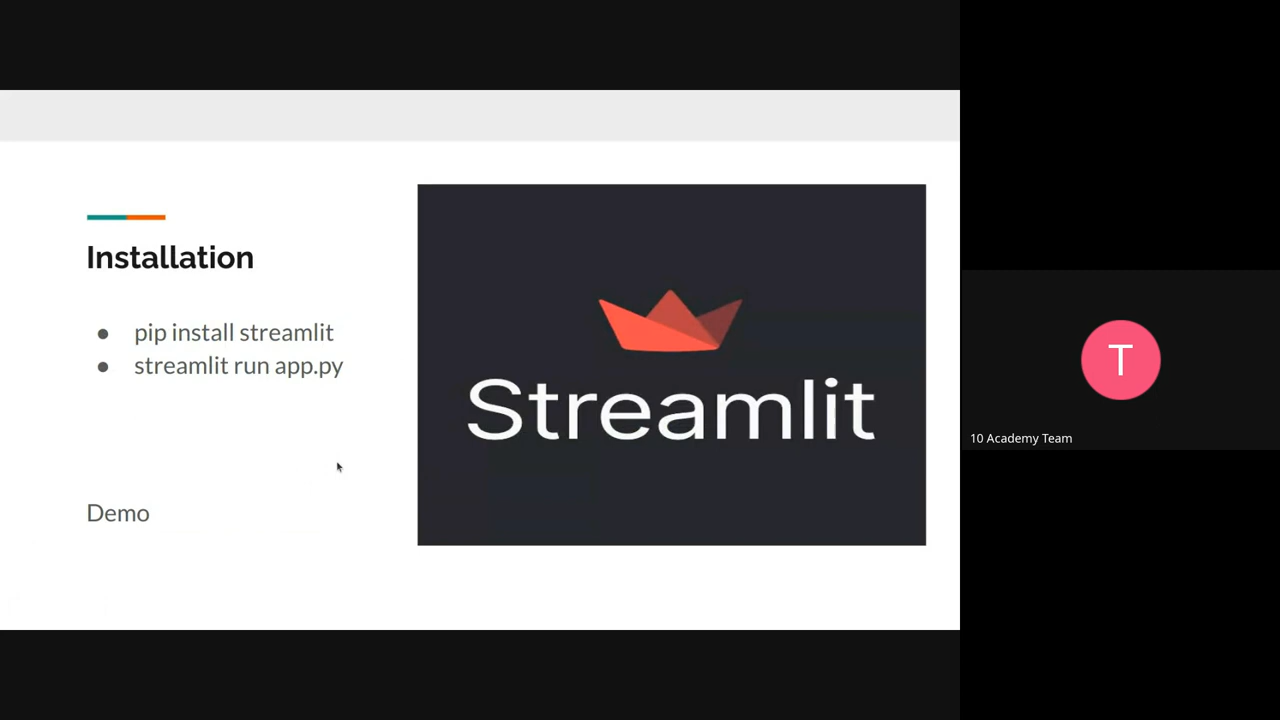 Installation
● pip install streamlit
● streamlit run app.py
Demo
Streamlit
T
10 Academy Team